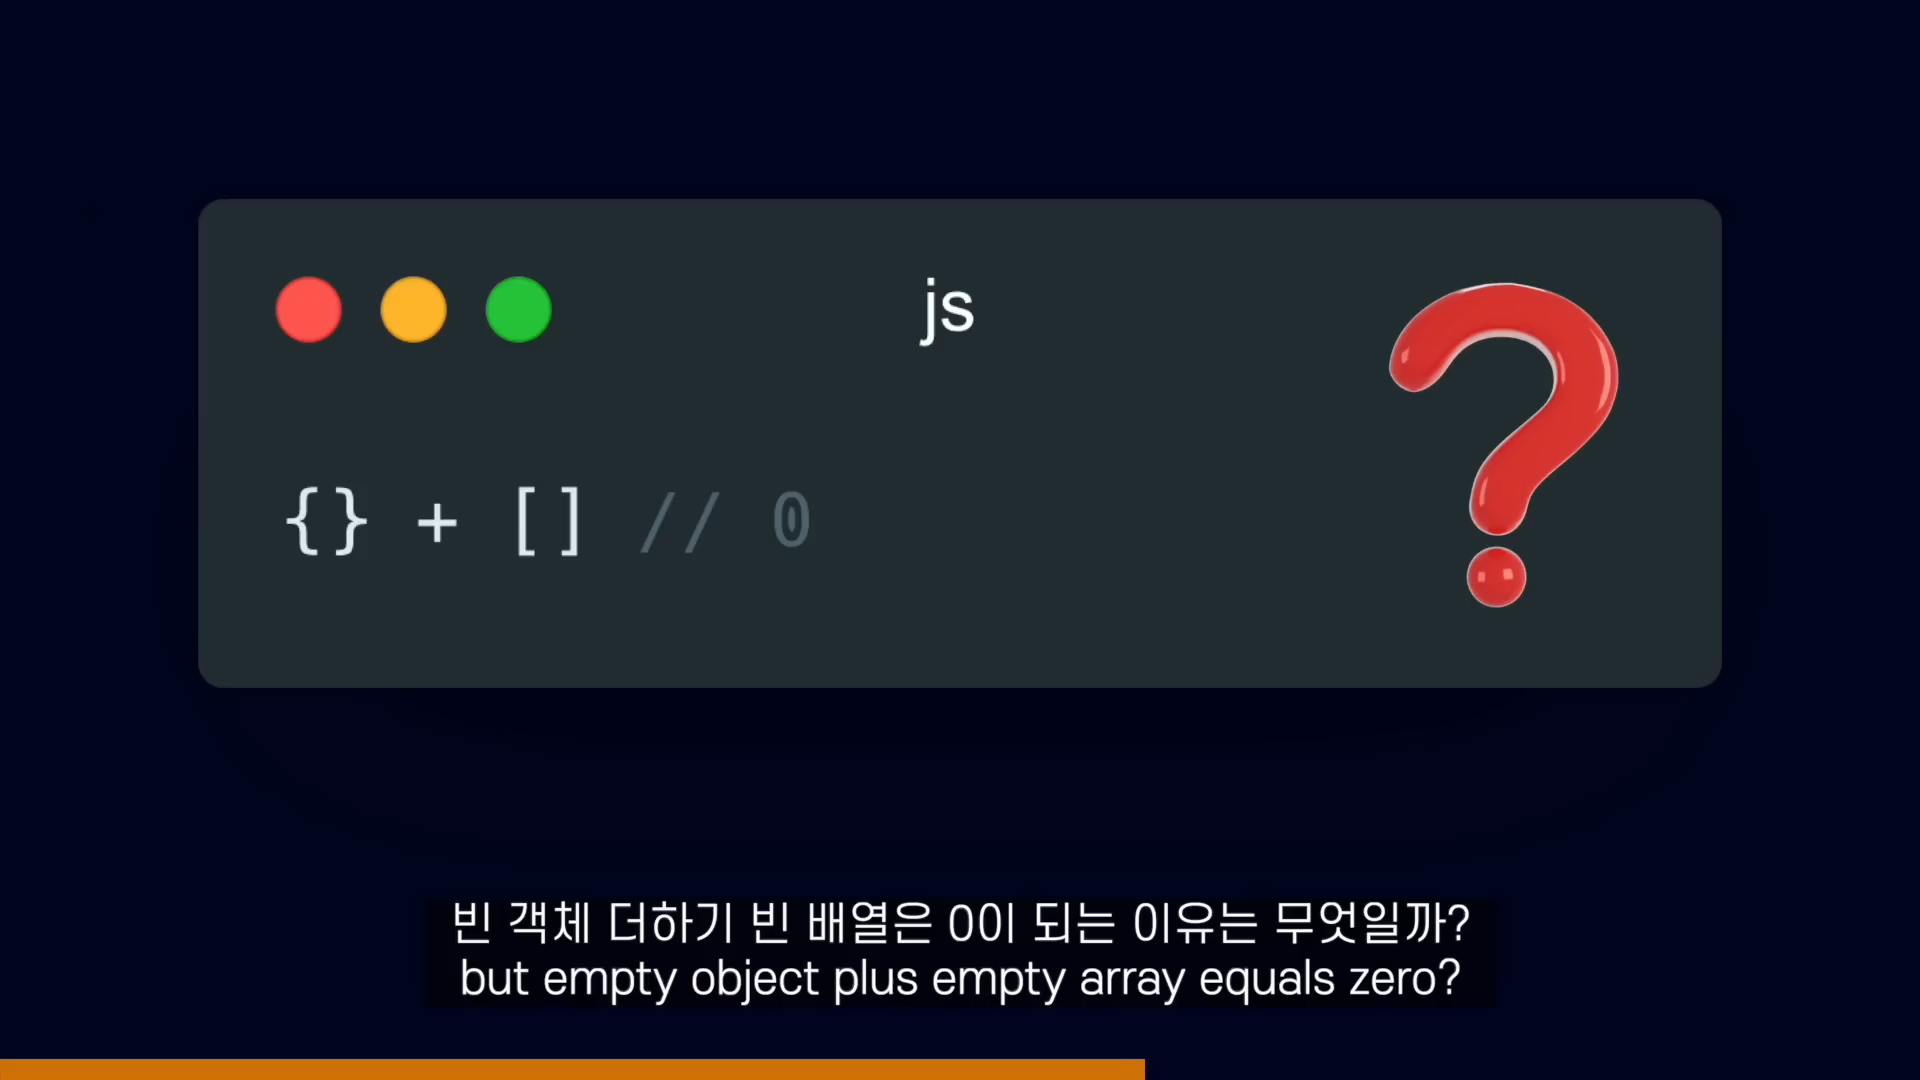 js
{} + [] // 0
빈 객체 더하기 빈 배열은 0이 되는 이유는 무엇일까?
but empty object plus empty array equals zero?